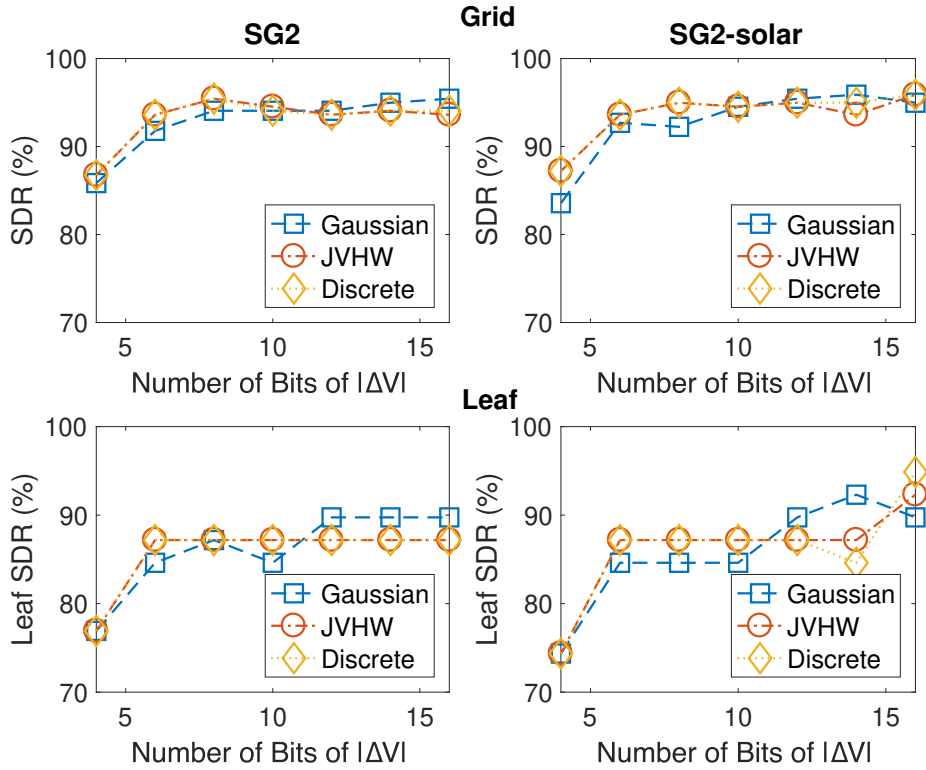 Grid
SG2
SG2-solar
100
90
80
70
SDR (%)
Gaussian
JVHW
Discrete
5
10
15
Number of Bits of |ΔV|
100
90
80
70
SDR (%)
Gaussian
JVHW
Discrete
5
10
15
Number of Bits of |ΔV|
Leaf
100
90
80
70
Leaf SDR (%)
Gaussian
JVHW
Discrete
5
10
15
Number of Bits of |ΔV|
100
90
80
70
Leaf SDR (%)
Gaussian
JVHW
Discrete
5
10
15
Number of Bits of |ΔV|